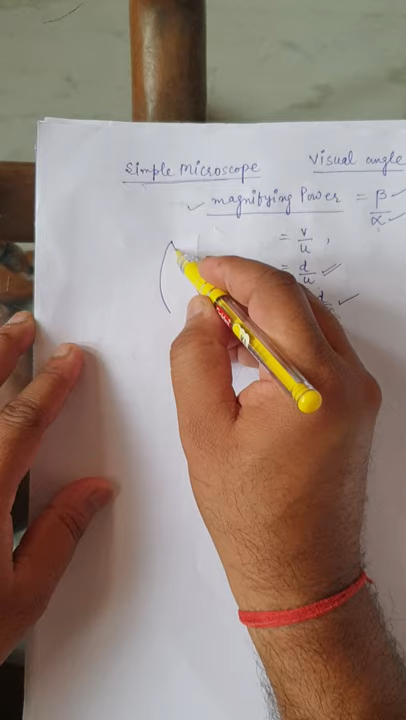 Simple Microscope
Visual angle
✓ magnifying Power = β/α ✓ ✓
= v/u ,
= d/u ✓
✓